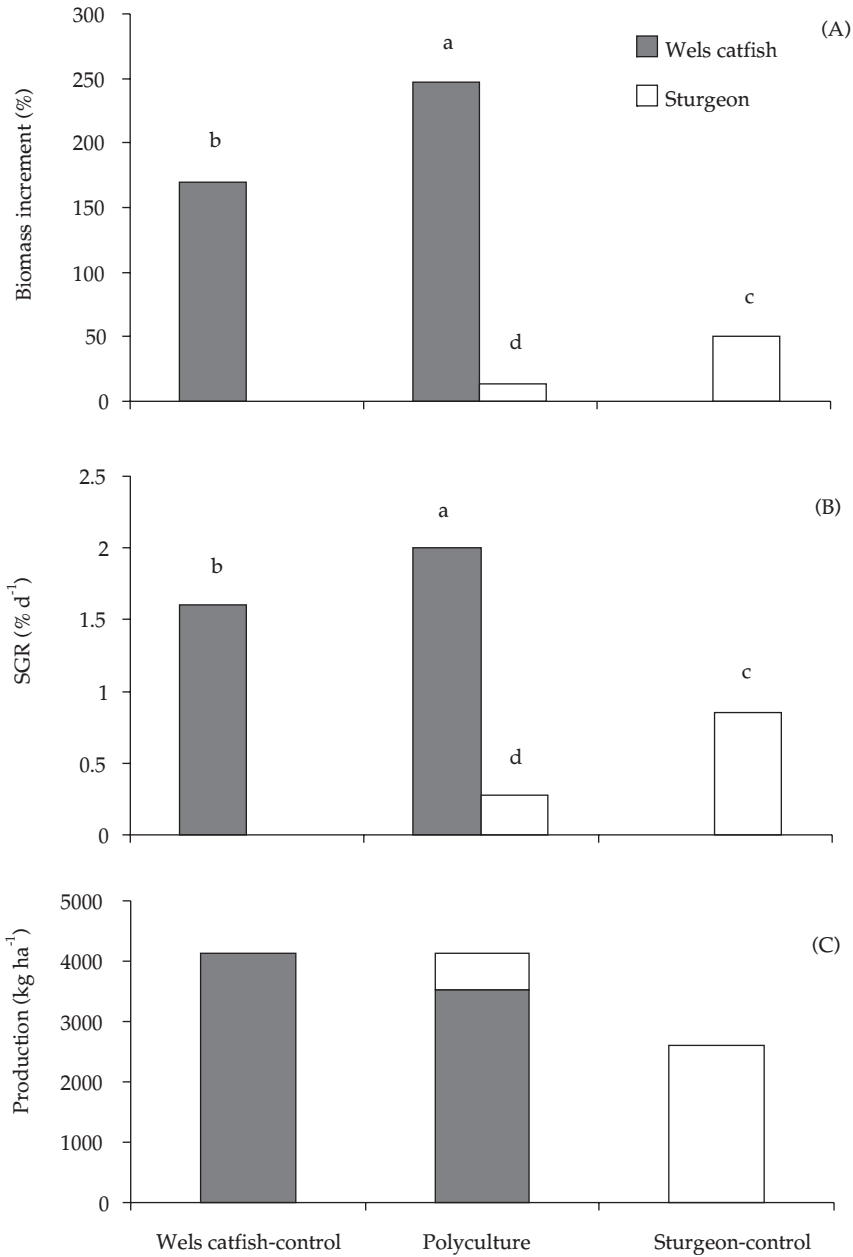 (A)
Biomass increment (%)
300
250
200
150
100
50
0
b
a
d
c
Wels catfish
Sturgeon
(B)
SGR (% d⁻¹)
2.5
2
1.5
1
0.5
0
b
a
d
c
(C)
Production (kg ha⁻¹)
5000
4000
3000
2000
1000
0
Wels catfish-control
Polyculture
Sturgeon-control